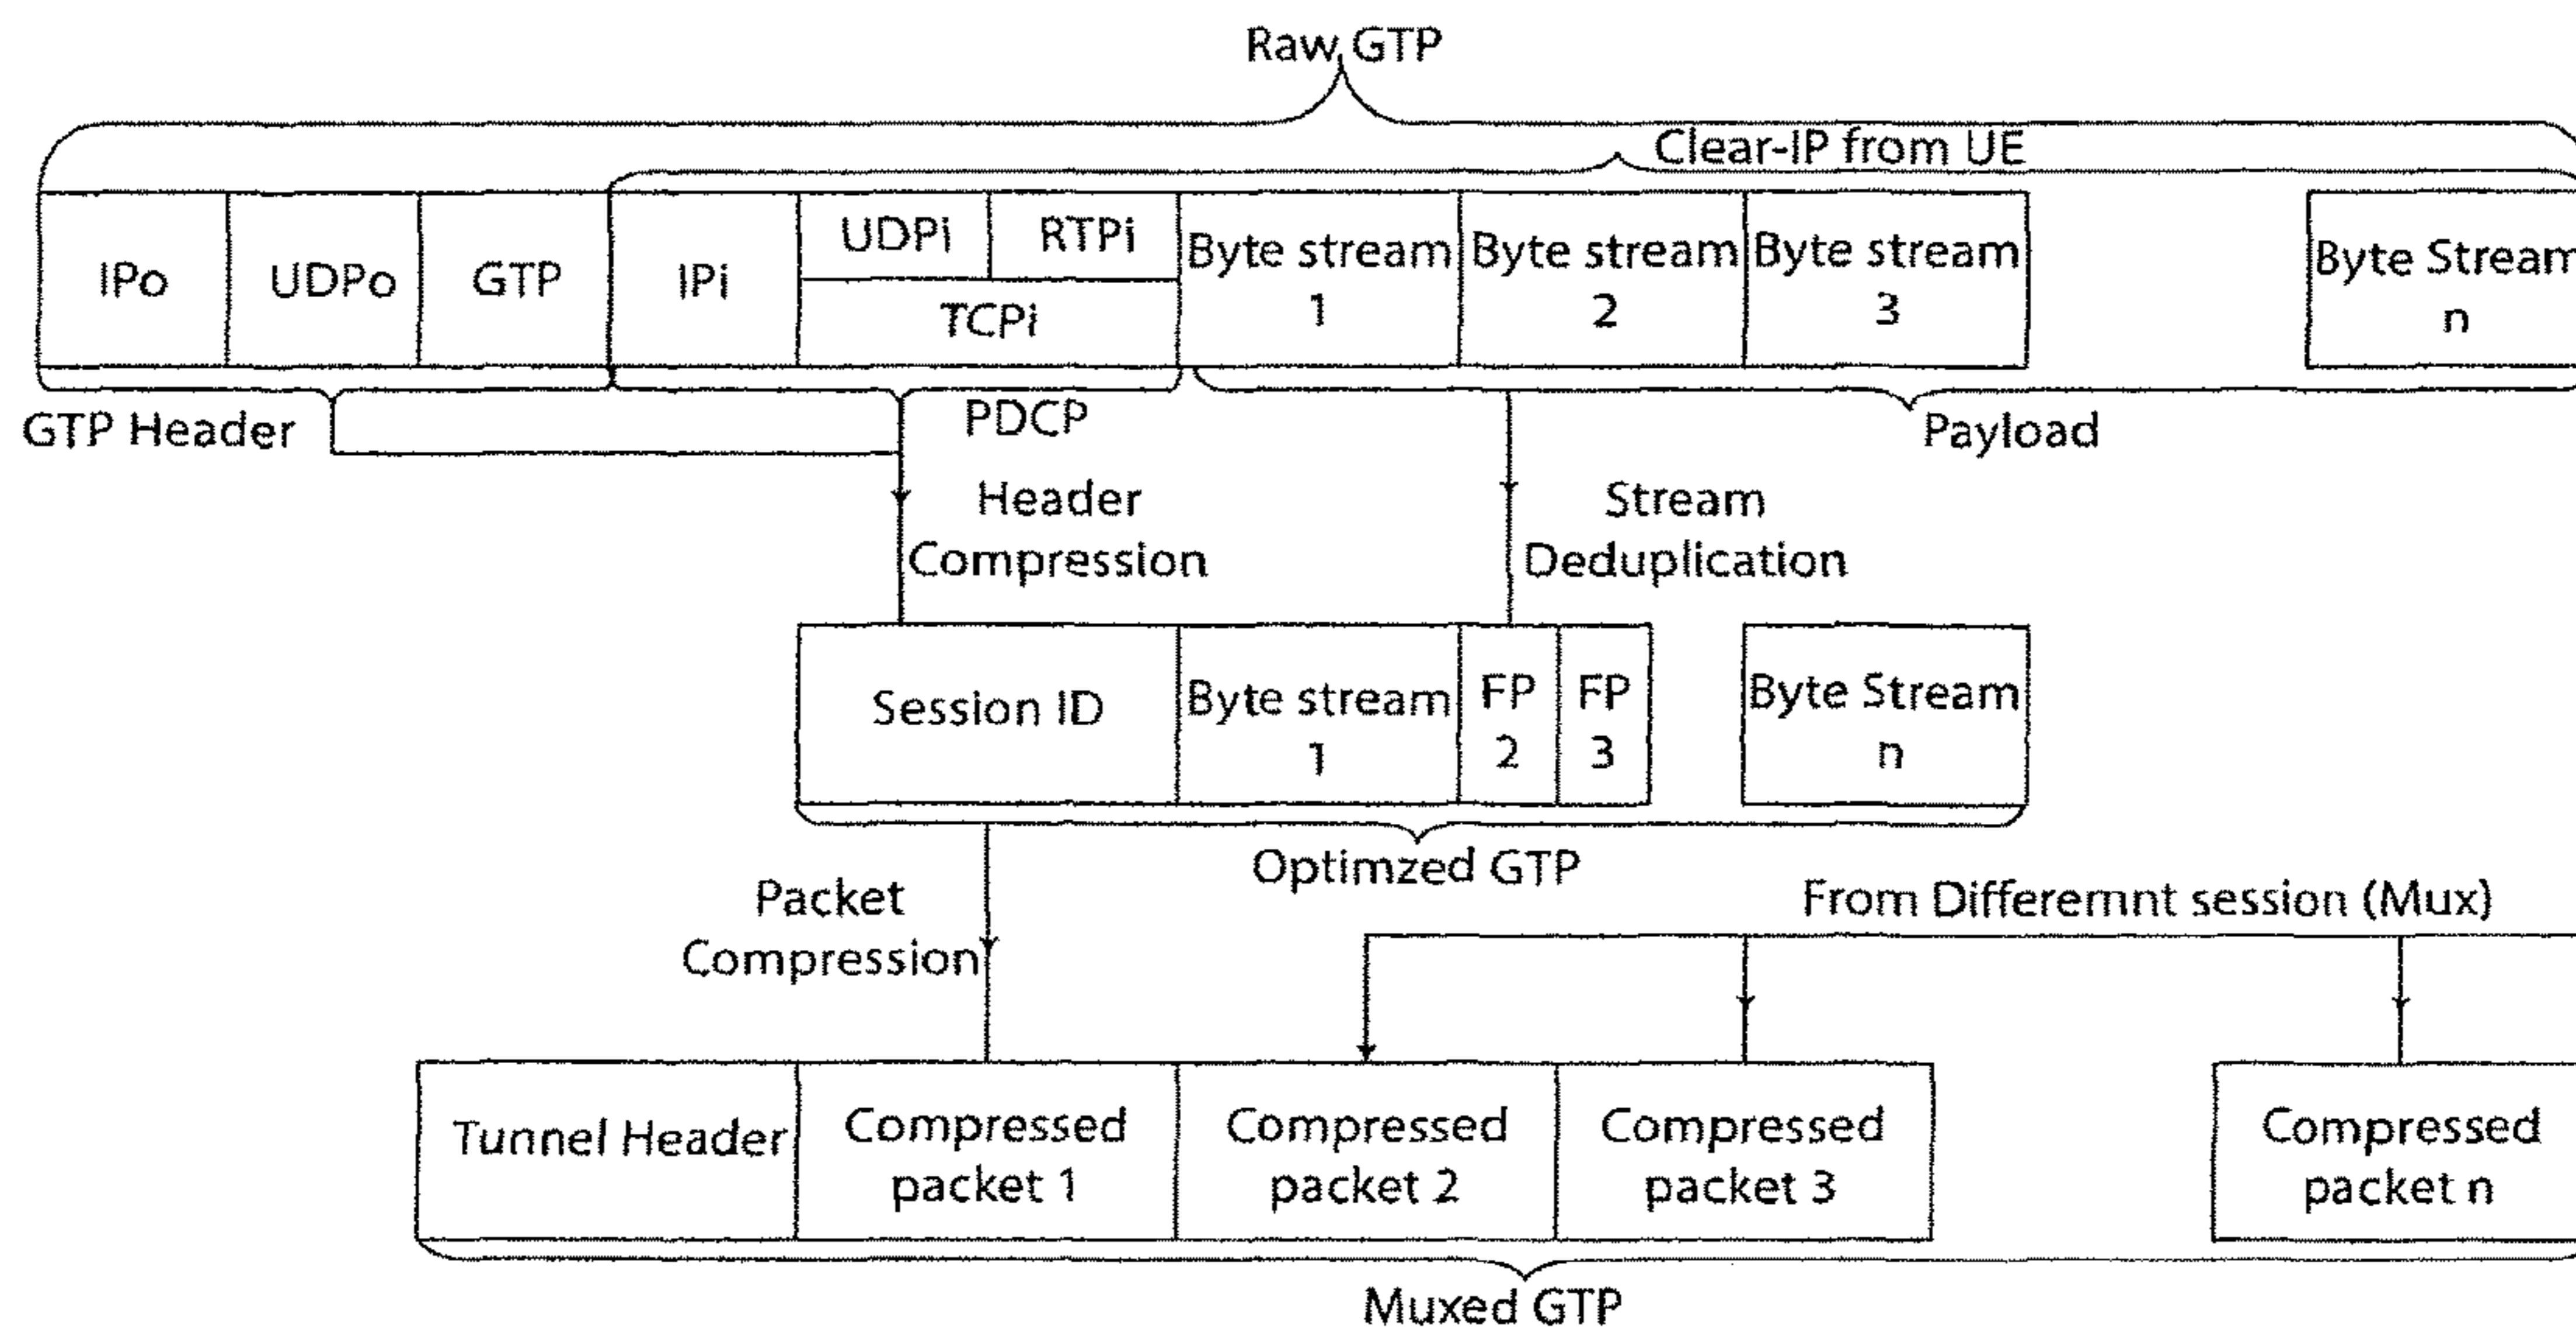 Raw GTP
Clear-IP from UE
IPo
UDPo
GTP
IPi
UDPi
RTPi
TCPi
Byte stream
1
Byte stream
2
Byte stream
3
Byte Stream
n
GTP Header
PDCP
Payload
Header
Compression
Stream
Deduplication
Session ID
Byte stream
1
FP
2
FP
3
Byte Stream
n
Optimzed GTP
Packet
Compression
From Differemnt session (Mux)
Tunnel Header
Compressed
packet 1
Compressed
packet 2
Compressed
packet 3
Compressed
packet n
Muxed GTP